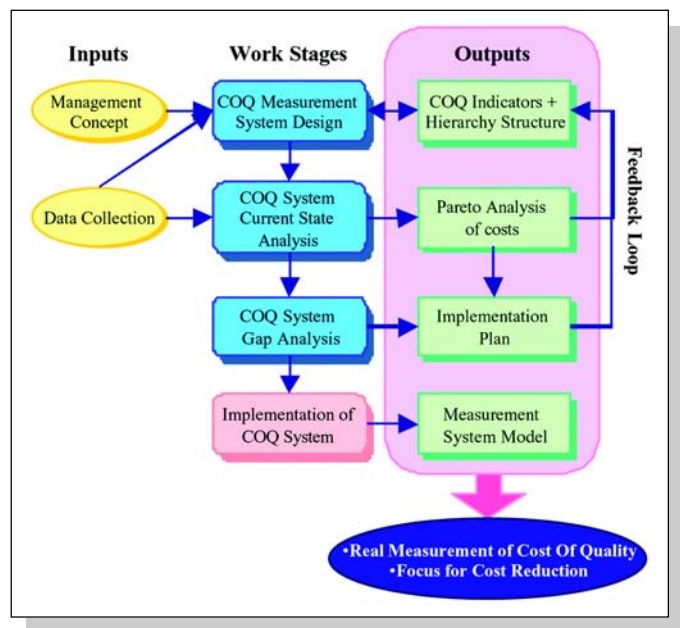 Inputs
Work Stages
Outputs
Management
Concept
COQ Measurement
System Design
COQ Indicators +
Hierarchy Structure
Data Collection
COQ System
Current State
Analysis
Pareto Analysis
of costs
Feedback Loop
COQ System
Gap Analysis
Implementation
Plan
Implementation of
COQ System
Measurement
System Model
•Real Measurement of Cost Of Quality
•Focus for Cost Reduction